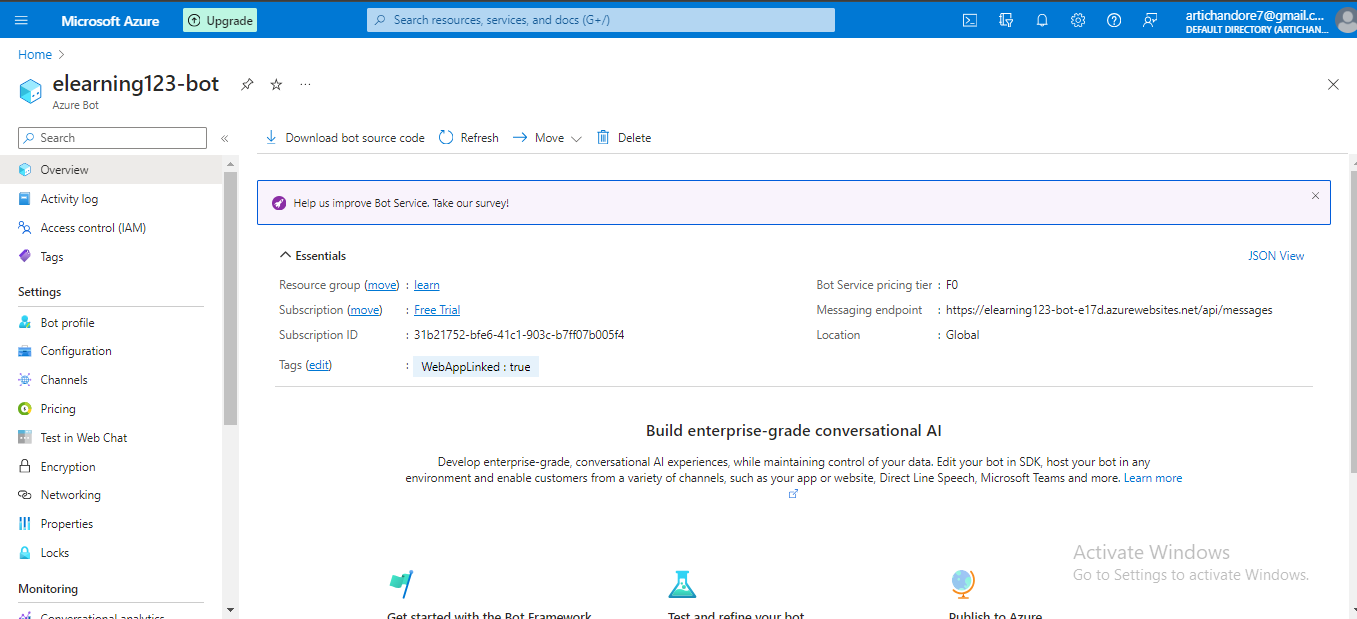 Microsoft Azure
Upgrade
Search resources, services, and docs (G+/)
artichandore7@gmail.c...
DEFAULT DIRECTORY (ARTICHAN...
Home
elearning123-bot
...
Azure Bot
Search
«
Download bot source code
Refresh
Move
Delete
Overview
Activity log
Access control (IAM)
Tags
Settings
Bot profile
Configuration
Channels
Pricing
Test in Web Chat
Encryption
Networking
Properties
Locks
Monitoring
Conversational analytics
Help us improve Bot Service. Take our survey!
Essentials
JSON View
Resource group (move) : learn
Subscription (move) : Free Trial
Subscription ID : 31b21752-bfe6-41c1-903c-b7ff07b005f4
Tags (edit) : WebAppLinked : true
Bot Service pricing tier : F0
Messaging endpoint : https://elearning123-bot-e17d.azurewebsites.net/api/messages
Location : Global
Build enterprise-grade conversational AI
Develop enterprise-grade, conversational AI experiences, while maintaining control of your data. Edit your bot in SDK, host your bot in any
environment and enable customers from a variety of channels, such as your app or website, Direct Line Speech, Microsoft Teams and more. Learn more
Get started with the Bot Framework
Test and refine your bot
Publish to Azure
Activate Windows
Go to Settings to activate Windows.